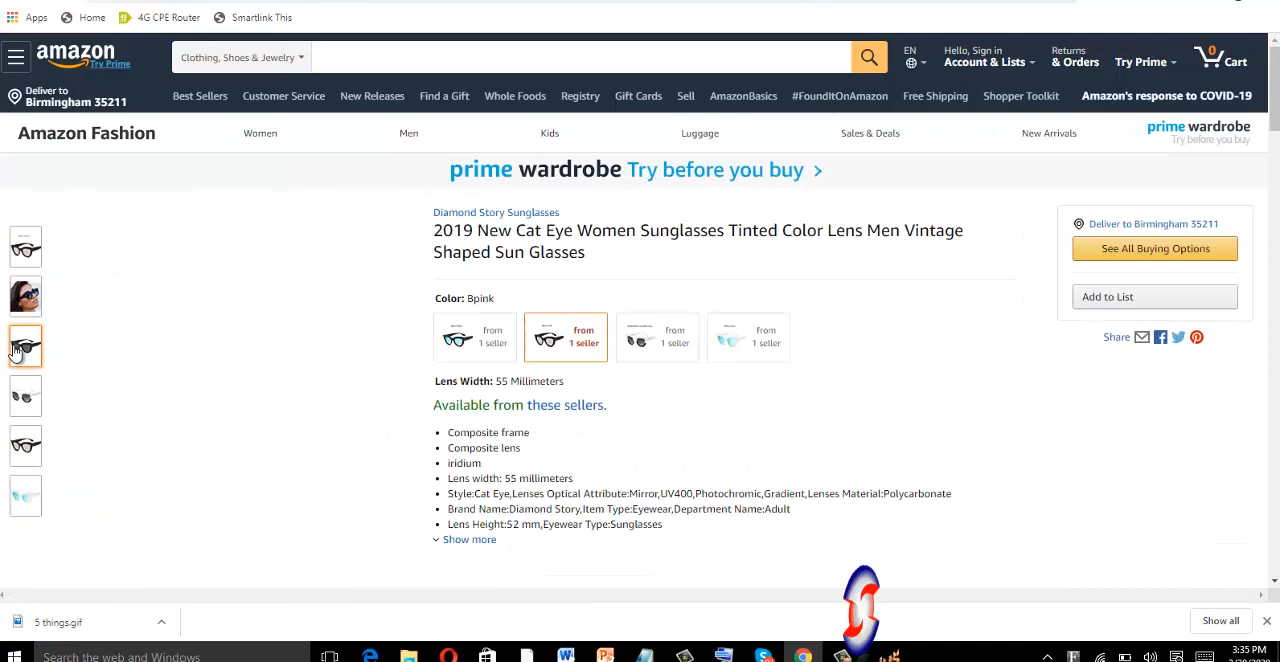 Apps Home 4G CPE Router Smartlink This
amazon Try Prime Clothing, Shoes & Jewelry EN Hello, Sign in Account & Lists Returns & Orders Try Prime 0 Cart
Deliver to Birmingham 35211 Best Sellers Customer Service New Releases Find a Gift Whole Foods Registry Gift Cards Sell AmazonBasics #FoundItOnAmazon Free Shipping Shopper Toolkit Amazon's response to COVID-19
Amazon Fashion Women Men Kids Luggage Sales & Deals New Arrivals prime wardrobe
Try before you buy
prime wardrobe Try before you buy >
Diamond Story Sunglasses
2019 New Cat Eye Women Sunglasses Tinted Color Lens Men Vintage
Shaped Sun Glasses
Deliver to Birmingham 35211
See All Buying Options
Add to List
Share
Color: Bpink
from 1 seller from 1 seller from 1 seller from 1 seller
Lens Width: 55 Millimeters
Available from these sellers.
• Composite frame
• Composite lens
• iridium
• Lens width: 55 millimeters
• Style:Cat Eye,Lenses Optical Attribute:Mirror,UV400,Photochromic,Gradient,Lenses Material:Polycarbonate
• Brand Name:Diamond Story,Item Type:Eyewear,Department Name:Adult
• Lens Height:52 mm,Eyewear Type:Sunglasses
Show more
5 things.gif Show all
Search the web and Windows 3:35 PM